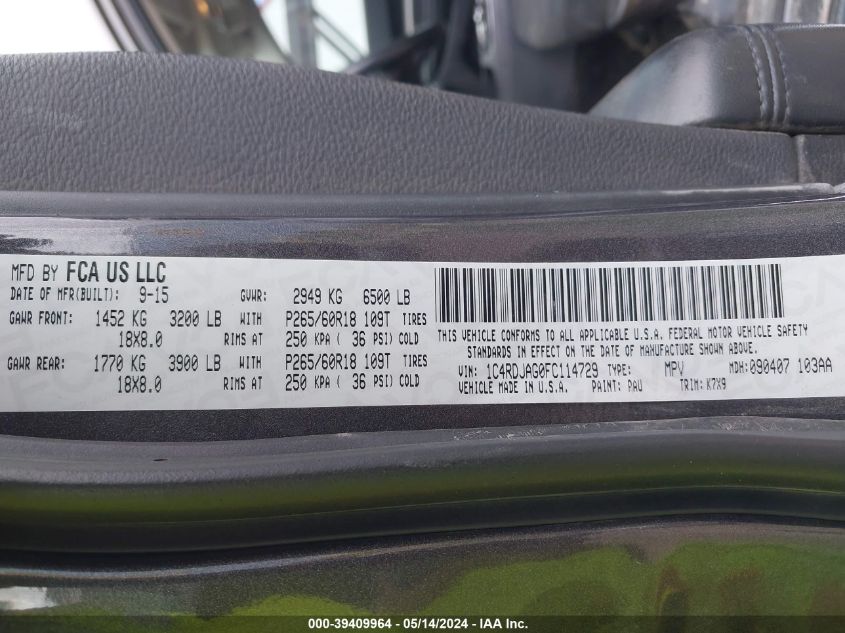 MFD BY FCA US LLC
DATE OF MFR(BUILT): 9-15 GVWR: 2949 KG 6500 LB
GAWR FRONT: 1452 KG 3200 LB WITH P265/60R18 109T TIRES
18X8.0 RIMS AT 250 KPA ( 36 PSI) COLD
GAWR REAR: 1770 KG 3900 LB WITH P265/60R18 109T TIRES
18X8.0 RIMS AT 250 KPA ( 36 PSI) COLD
THIS VEHICLE CONFORMS TO ALL APPLICABLE U.S.A. FEDERAL MOTOR VEHICLE SAFETY
STANDARDS IN EFFECT ON THE DATE OF MANUFACTURE SHOWN ABOVE.
VIN: 1C4RDJAG0FC114729 TYPE: MPV MDH: 090407 103AA
VEHICLE MADE IN U.S.A. PAINT: PAU TRIM: K7X9
000-39409964 - 05/14/2024 - IAA Inc.